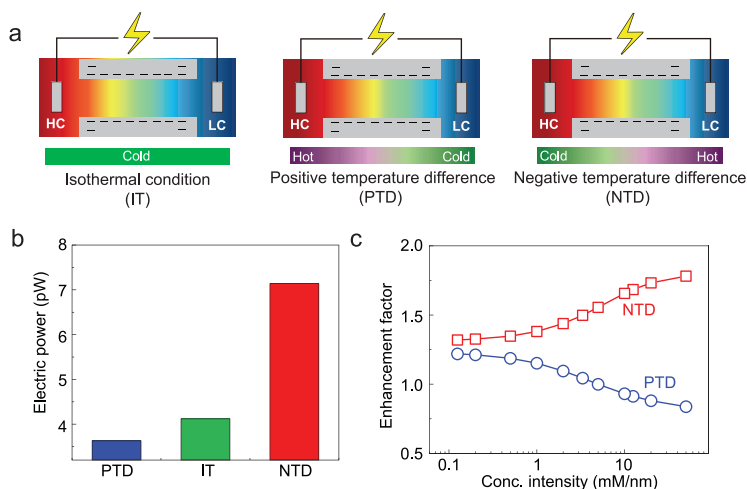 a
HC
LC
HC
LC
HC
LC
Cold
Hot
Cold
Cold
Hot
Isothermal condition
(IT)
Positive temperature difference
(PTD)
Negative temperature difference
(NTD)
b
Electric power (pW)
8
7
6
5
4
PTD
IT
NTD
c
Enhancement factor
2.0
1.5
1.0
0.5
NTD
PTD
0.1
1
10
Conc. intensity (mM/nm)